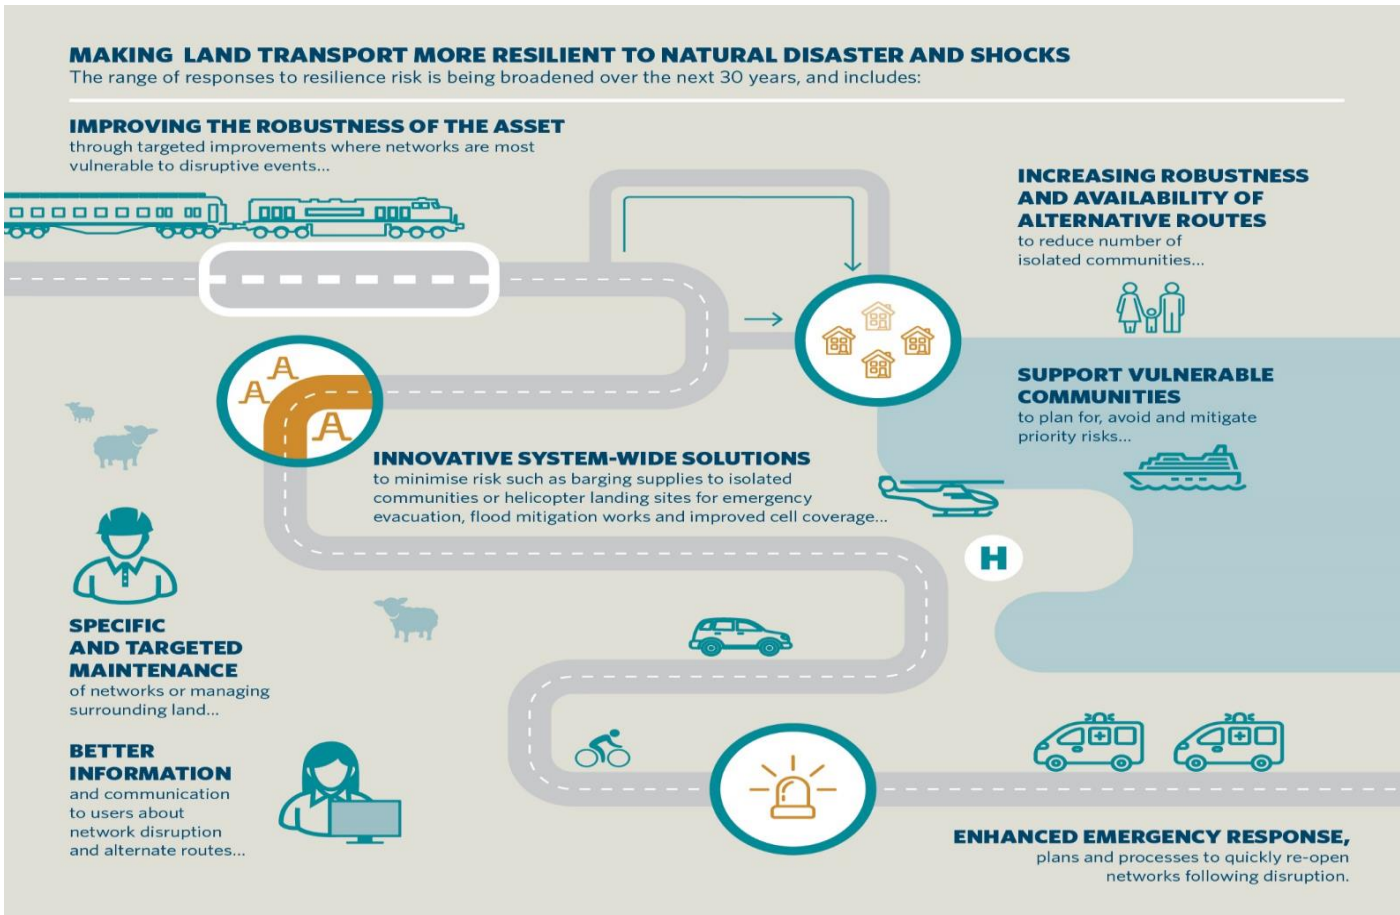 MAKING LAND TRANSPORT MORE RESILIENT TO NATURAL DISASTER AND SHOCKS
The range of responses to resilience risk is being broadened over the next 30 years, and includes:
IMPROVING THE ROBUSTNESS OF THE ASSET
through targeted improvements where networks are most
vulnerable to disruptive events...
INCREASING ROBUSTNESS
AND AVAILABILITY OF
ALTERNATIVE ROUTES
to reduce number of
isolated communities...
SUPPORT VULNERABLE
COMMUNITIES
to plan for, avoid and mitigate
priority risks...
INNOVATIVE SYSTEM-WIDE SOLUTIONS
to minimise risk such as barging supplies to isolated
communities or helicopter landing sites for emergency
evacuation, flood mitigation works and improved cell coverage...
H
SPECIFIC
AND TARGETED
MAINTENANCE
of networks or managing
surrounding land...
BETTER
INFORMATION
and communication
to users about
network disruption
and alternate routes...
ENHANCED EMERGENCY RESPONSE,
plans and processes to quickly re-open
networks following disruption.